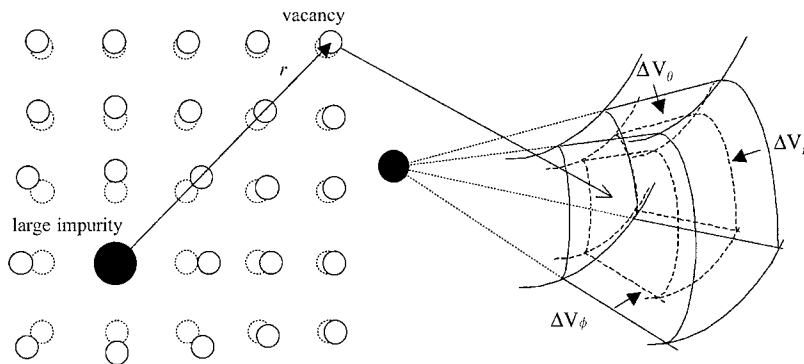 vacancy
r
ΔV_θ
ΔV_r
large impurity
ΔV_ϕ